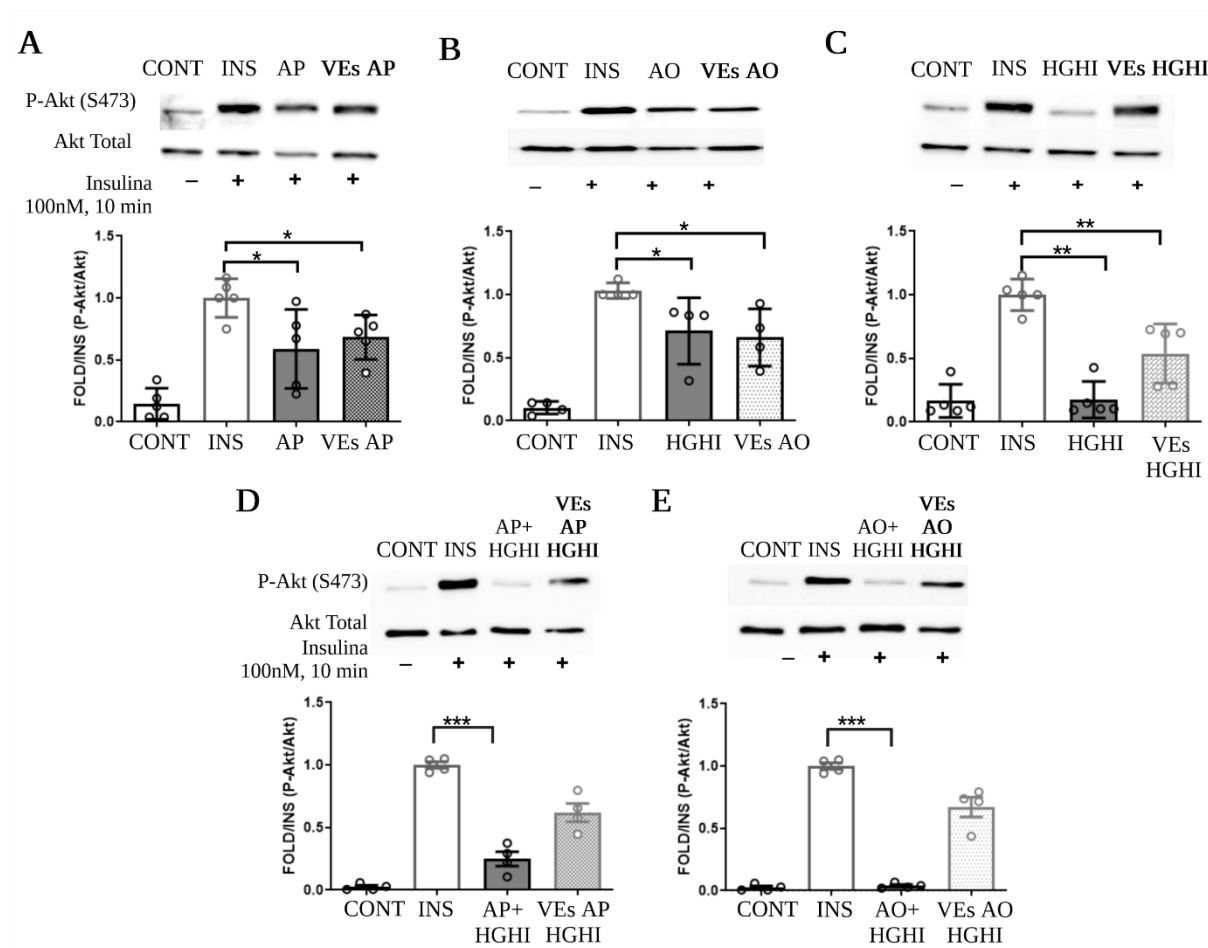 A
CONT INS AP VEs AP
P-Akt (S473)
Akt Total
Insulina
100nM, 10 min
− + + +
FOLD/INS (P-Akt/Akt)
1.5
1.0
0.5
0.0
*
*
CONT INS AP VEs AP
B
CONT INS AO VEs AO
− + + +
FOLD/INS (P-Akt/Akt)
1.5
1.0
0.5
0.0
*
*
CONT INS HGHI VEs AO
C
CONT INS HGHI VEs HGHI
− + + +
FOLD/INS (P-Akt/Akt)
1.5
1.0
0.5
0.0
**
**
CONT INS HGHI VEs
HGHI
D
VEs
AP+ AP
CONT INS HGHI HGHI
P-Akt (S473)
Akt Total
Insulina
100nM, 10 min
− + + +
FOLD/INS (P-Akt/Akt)
1.5
1.0
0.5
0.0
***
CONT INS AP+ VEs AP
HGHI HGHI
E
VEs
AO+ AO
CONT INS HGHI HGHI
− + + +
FOLD/INS (P-Akt/Akt)
1.5
1.0
0.5
0.0
***
CONT INS AO+ VEs AO
HGHI HGHI